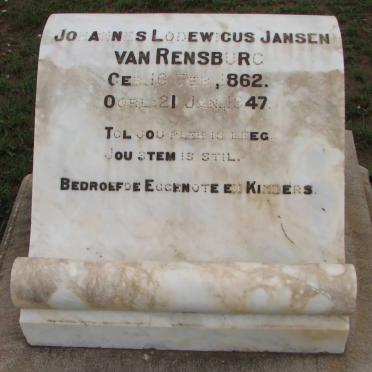 JOHANNES LODEWICUS JANSEN
VAN RENSBURG
GEB. 18 FEB. 1862.
OORL. 21 JAN. 1947.
JOU PLEK IS LEEG.
JOU STEM IS STIL.
BEDROEFDE EGGENOTE EN KINDERS.